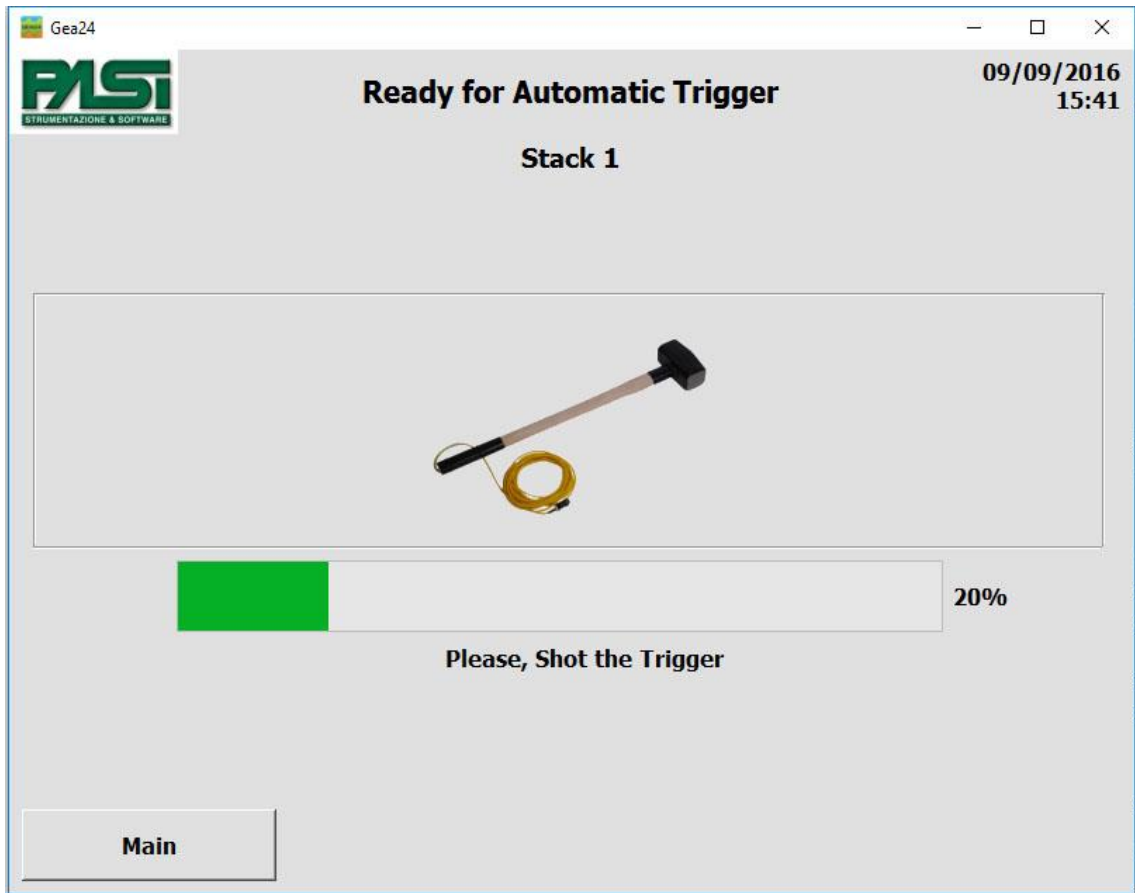 Gea24
PASI
STRUMENTAZIONE & SOFTWARE
Ready for Automatic Trigger
09/09/2016
15:41
Stack 1
20%
Please, Shot the Trigger
Main